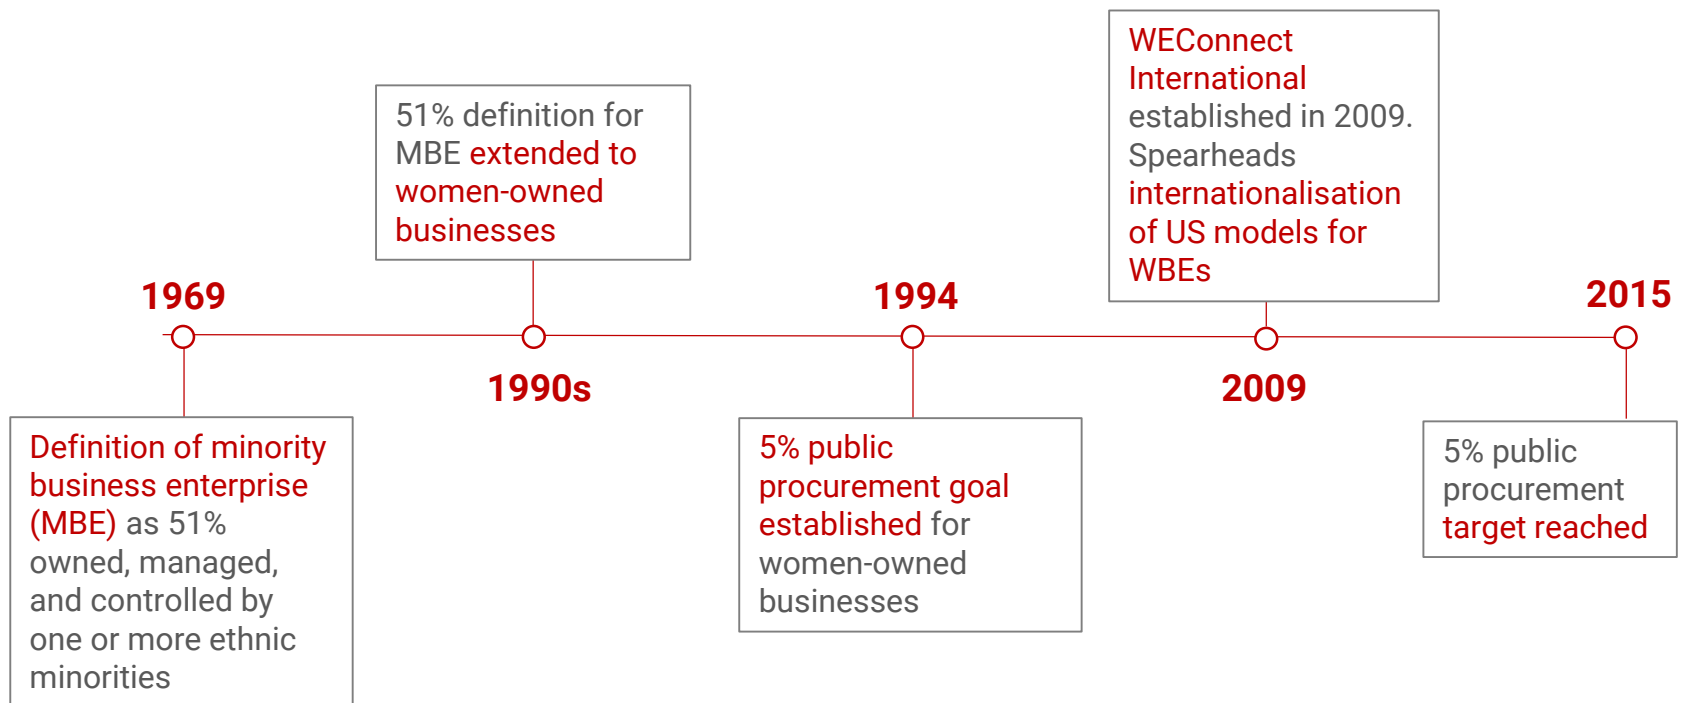 1969
Definition of minority
business enterprise
(MBE) as 51%
owned, managed,
and controlled by
one or more ethnic
minorities
51% definition for
MBE extended to
women-owned
businesses
1990s
1994
5% public
procurement goal
established for
women-owned
businesses
WEConnect
International
established in 2009.
Spearheads
internationalisation
of US models for
WBEs
2009
2015
5% public
procurement
target reached